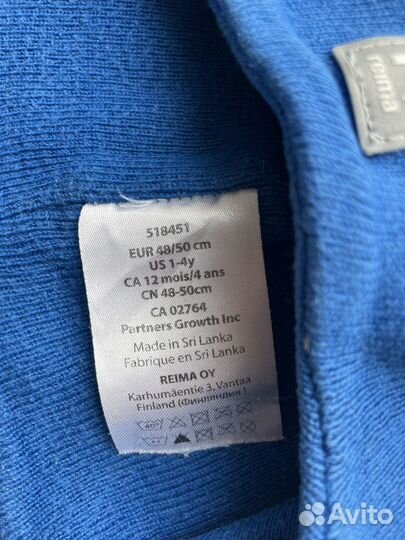 reima
518451
EUR 48/50 cm
US 1-4y
CA 12 mois/4 ans
CN 48-50cm
CA 02764
Partners Growth Inc
Made in Sri Lanka
Fabrique en Sri Lanka
REIMA OY
Karhumäentie 3, Vantaa
Finland (Финляндия)
40°
Avito